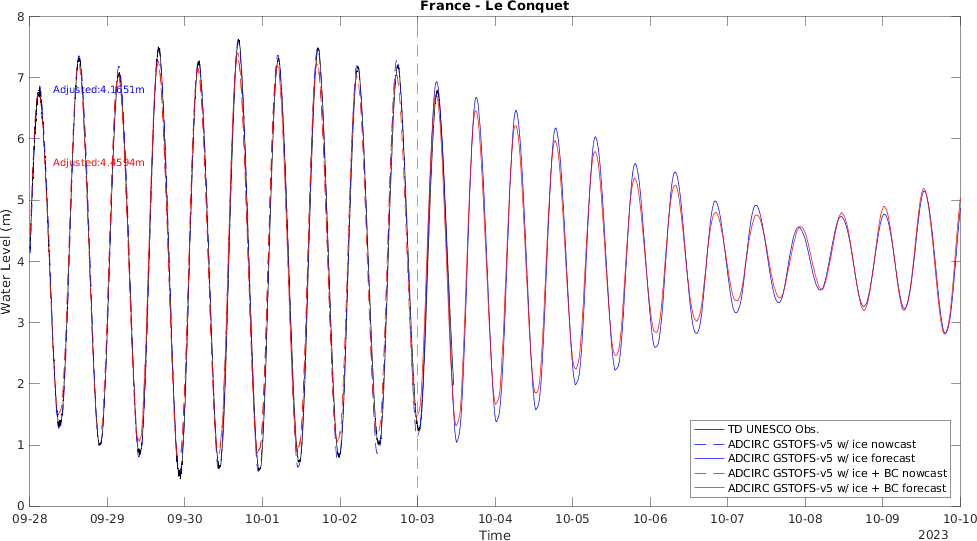 France - Le Conquet
8
7
6
5
4
3
2
1
0
Water Level (m)
Adjusted:4.1651m
Adjusted:4.4594m
TD UNESCO Obs.
ADCIRC GSTOFS-v5 w/ ice nowcast
ADCIRC GSTOFS-v5 w/ ice forecast
ADCIRC GSTOFS-v5 w/ ice + BC nowcast
ADCIRC GSTOFS-v5 w/ ice + BC forecast
09-28 09-29 09-30 10-01 10-02 10-03 10-04 10-05 10-06 10-07 10-08 10-09 10-10
Time
2023